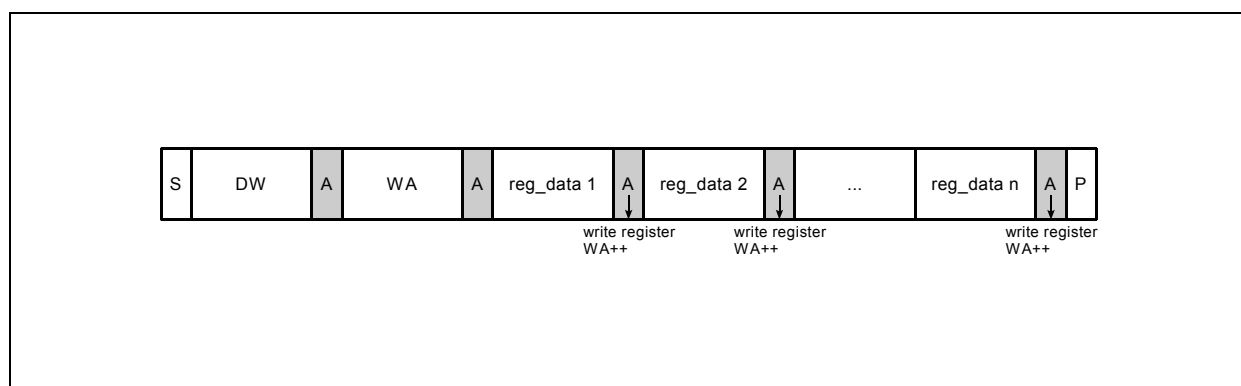 S DW A WA A reg_data 1 A reg_data 2 A ... reg_data n A P
write register write register write register
WA++ WA++ WA++